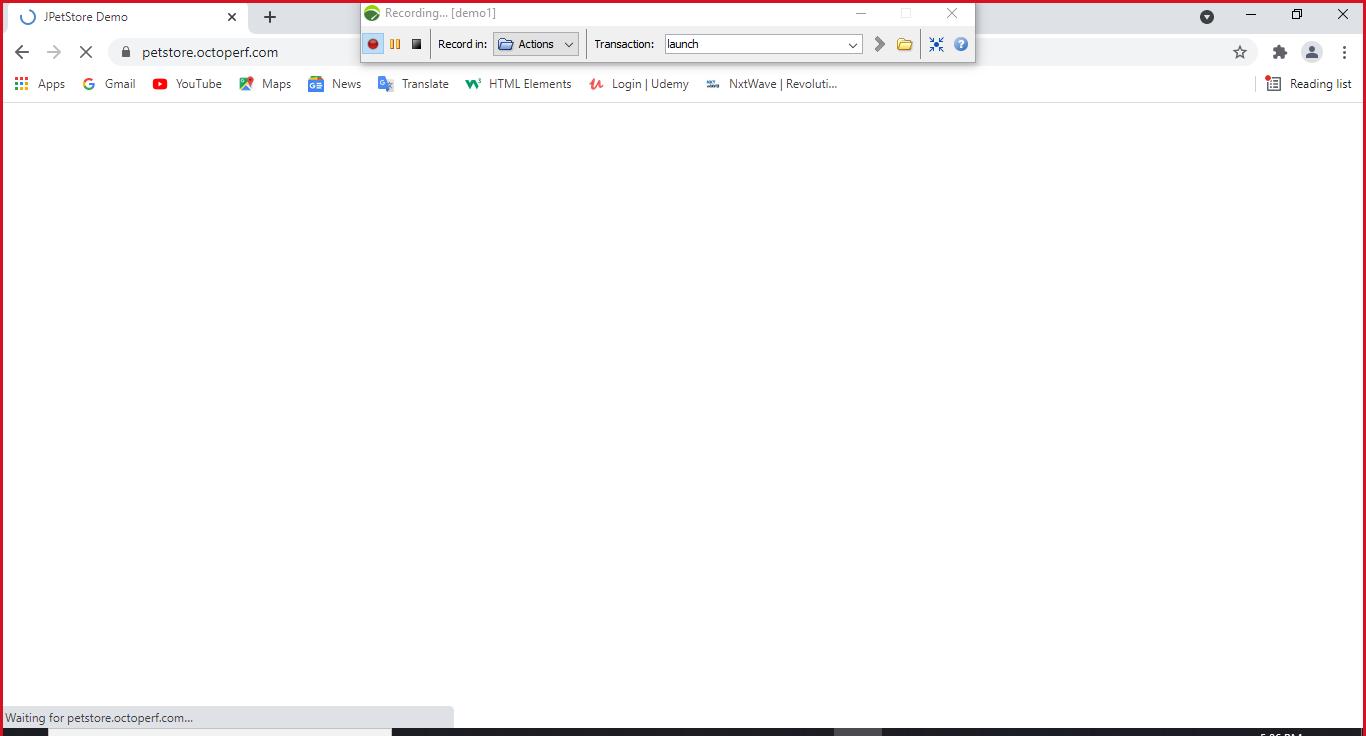 JPetStore Demo
Recording... [demo1]
petstore.octoperf.com
Record in: Actions Transaction: launch
Apps Gmail YouTube Maps News Translate HTML Elements Login | Udemy NxtWave | Revoluti... Reading list
Waiting for petstore.octoperf.com...